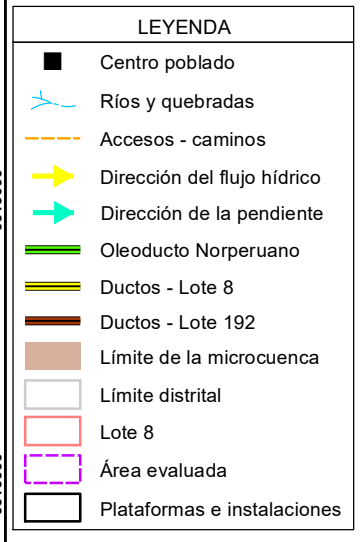 LEYENDA
Centro poblado
Ríos y quebradas
Accesos - caminos
Dirección del flujo hídrico
Dirección de la pendiente
Oleoducto Norperuano
Ductos - Lote 8
Ductos - Lote 192
Límite de la microcuenca
Límite distrital
Lote 8
Área evaluada
Plataformas e instalaciones